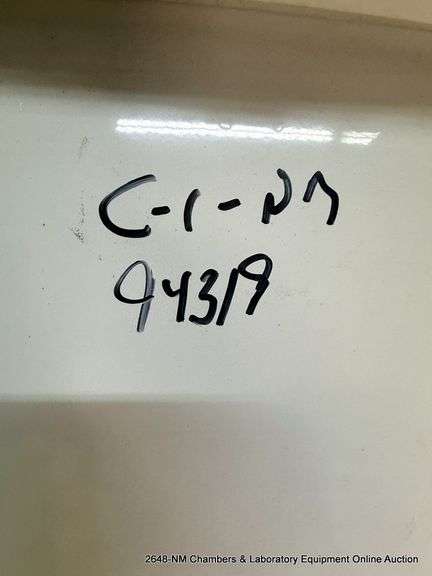 C-1-NM
94319
2648-NM Chambers & Laboratory Equipment Online Auction